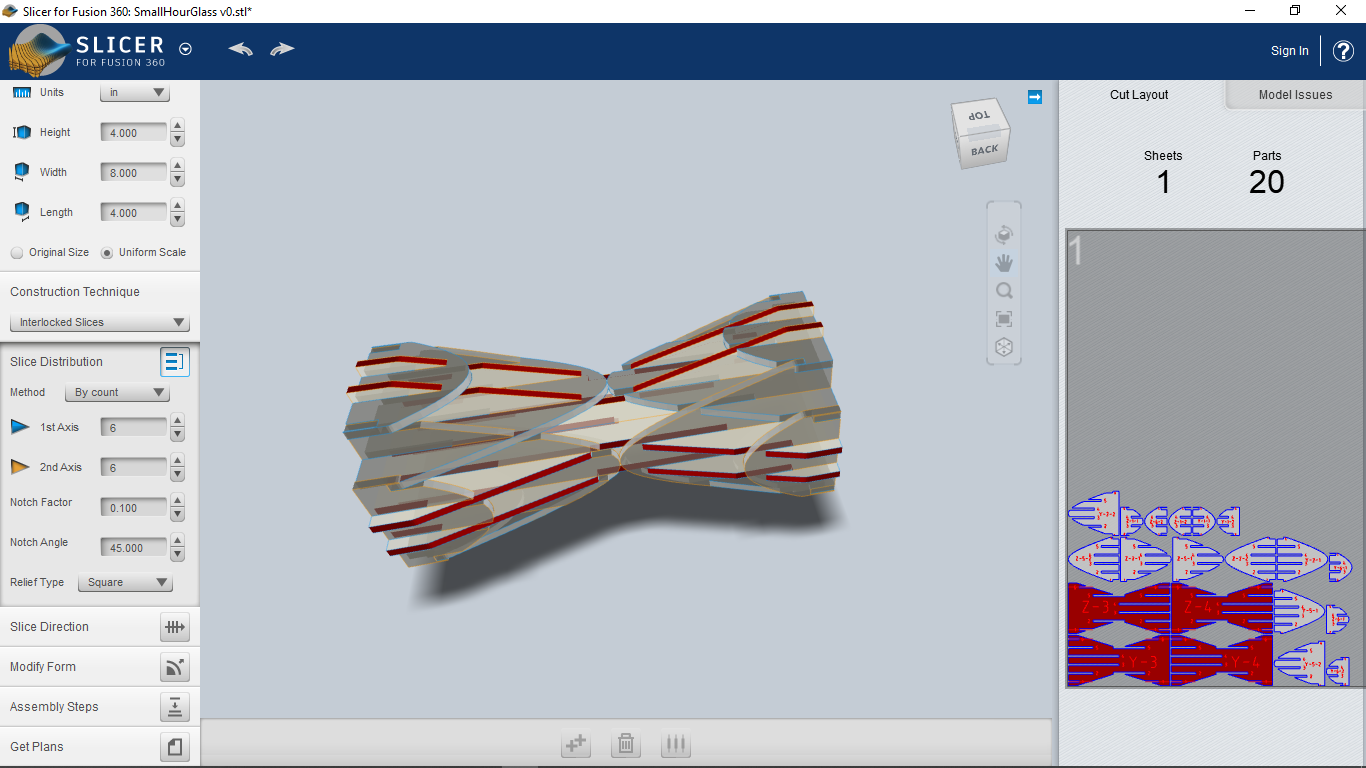 Slicer for Fusion 360: SmallHourGlass v0.stl*
SLICER
FOR FUSION 360
Sign In
?
Units in
Height 4.000
Width 8.000
Length 4.000
Original Size Uniform Scale
Construction Technique
Interlocked Slices
Slice Distribution
Method By count
1st Axis 6
2nd Axis 6
Notch Factor 0.100
Notch Angle 45.000
Relief Type Square
Slice Direction
Modify Form
Assembly Steps
Get Plans
TOP
BACK
Cut Layout Model Issues
Sheets Parts
1 20
1
Z-3 Z-4
Y-3 Y-4